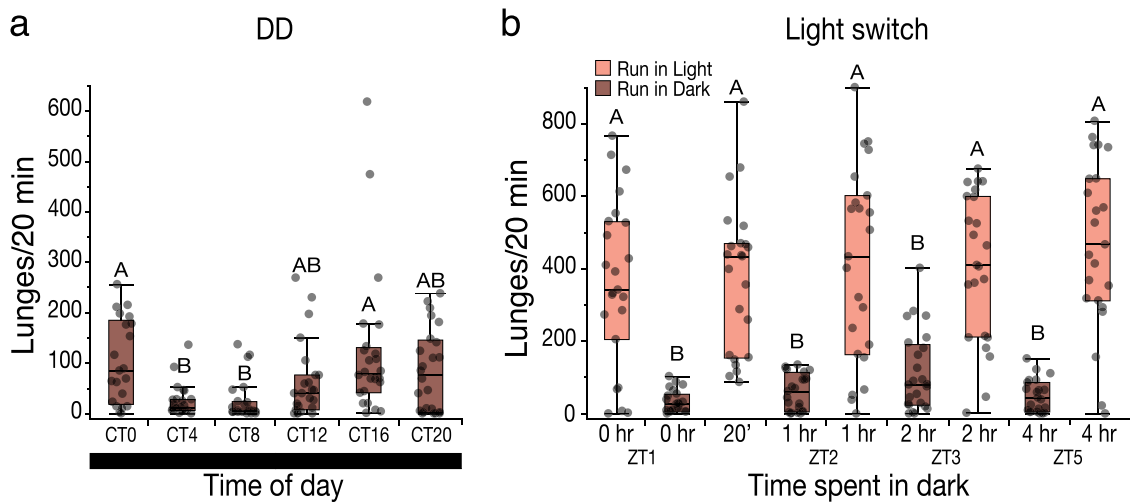 a
DD
Lunges/20 min
600
500
400
300
200
100
0
A
B
B
AB
A
AB
CT0 CT4 CT8 CT12 CT16 CT20
Time of day
b
Light switch
Run in Light
Run in Dark
Lunges/20 min
800
600
400
200
0
A
B
A
B
A
B
A
B
A
0 hr 0 hr 20’ 1 hr 1 hr 2 hr 2 hr 4 hr 4 hr
ZT1 ZT2 ZT3 ZT5
Time spent in dark